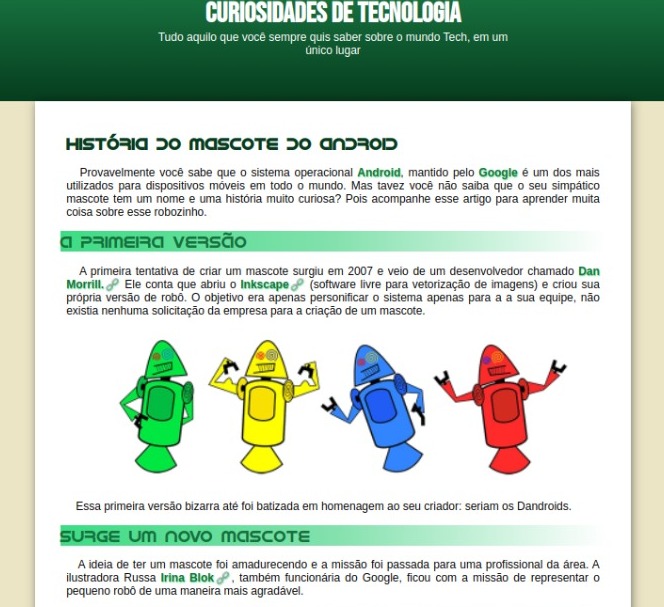 CURIOSIDADES DE TECNOLOGIA
Tudo aquilo que você sempre quis saber sobre o mundo Tech, em um
único lugar
HISTÓRIA DO MASCOTE DO ANDROID
Provavelmente você sabe que o sistema operacional Android, mantido pelo Google é um dos mais
utilizados para dispositivos móveis em todo o mundo. Mas tavez você não saiba que o seu simpático
mascote tem um nome e uma história muito curiosa? Pois acompanhe esse artigo para aprender muita
coisa sobre esse robozinho.
A PRIMEIRA VERSÃO
A primeira tentativa de criar um mascote surgiu em 2007 e veio de um desenvolvedor chamado Dan
Morrill. Ele conta que abriu o Inkscape (software livre para vetorização de imagens) e criou sua
própria versão de robô. O objetivo era apenas personificar o sistema apenas para a a sua equipe, não
existia nenhuma solicitação da empresa para a criação de um mascote.
Essa primeira versão bizarra até foi batizada em homenagem ao seu criador: seriam os Dandroids.
SURGE UM NOVO MASCOTE
A ideia de ter um mascote foi amadurecendo e a missão foi passada para uma profissional da área. A
ilustradora Russa Irina Blok , também funcionária do Google, ficou com a missão de representar o
pequeno robô de uma maneira mais agradável.